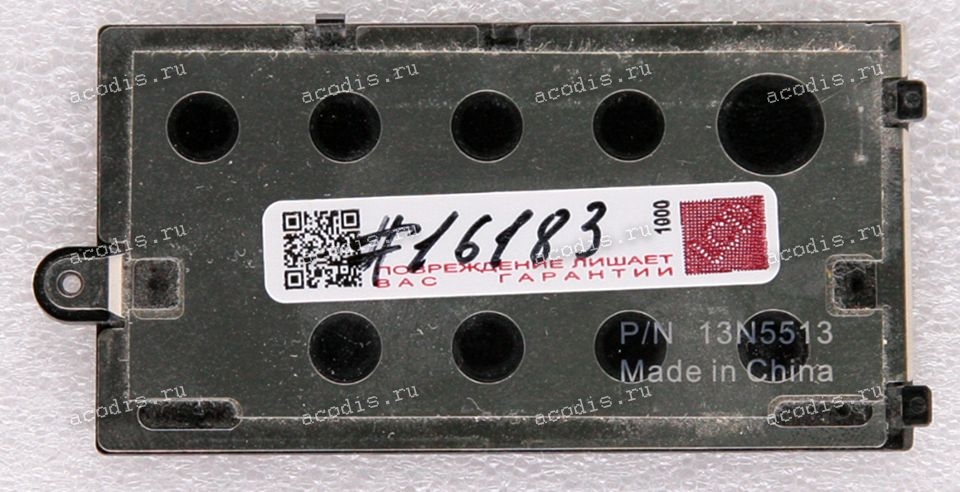 acodis.ru acodis.ru acodis.ru acodis.ru
#16183
1000
ПОВРЕЖДЕНИЕ ЛИШАЕТ
ВАС ГАРАНТИИ
acodis.ru acodis.ru acodis.ru acodis.ru
P/N 13N5513
Made in China
acodis.ru acodis.ru acodis.ru acodis.ru